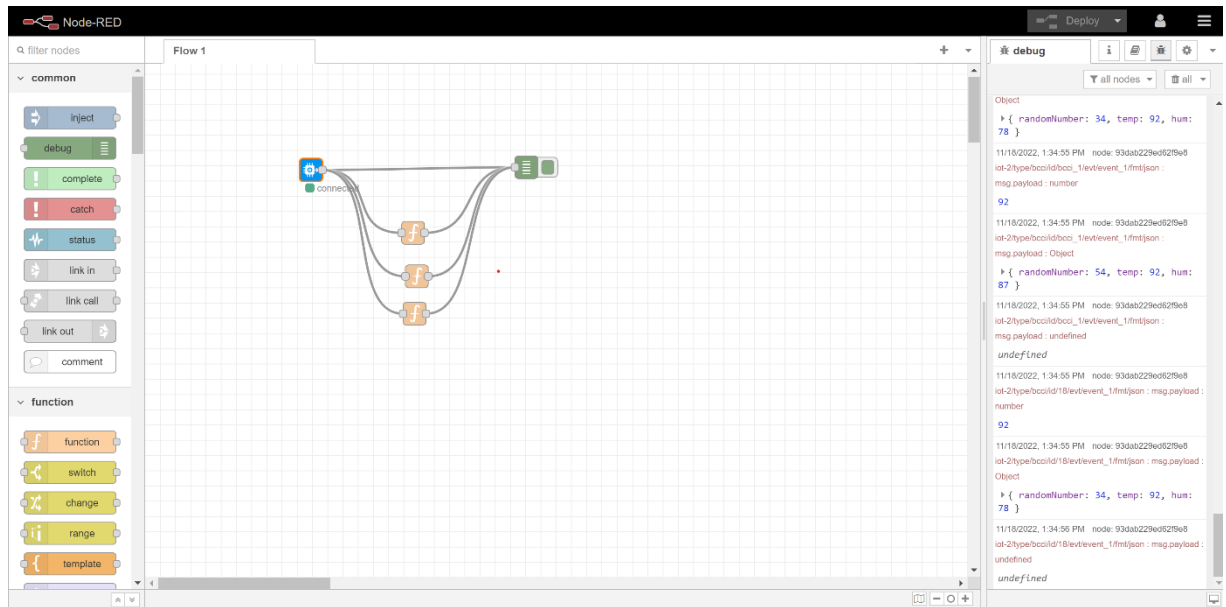 Node-RED
Deploy
filter nodes
Flow 1
debug
i
all nodes
all
common
inject
debug
complete
catch
status
link in
link call
link out
comment
function
function
switch
change
range
template
connected
Object
{ randomNumber: 34, temp: 92, hum:
78 }
11/18/2022, 1:34:55 PM node: 93dab229ed62f9e8
iot-2/type/bcci/id/bcci_1/evt/event_1/fmt/json :
msg.payload : number
92
11/18/2022, 1:34:55 PM node: 93dab229ed62f9e8
iot-2/type/bcci/id/bcci_1/evt/event_1/fmt/json :
msg.payload : Object
{ randomNumber: 54, temp: 92, hum:
87 }
11/18/2022, 1:34:55 PM node: 93dab229ed62f9e8
iot-2/type/bcci/id/bcci_1/evt/event_1/fmt/json :
msg.payload : undefined
undefined
11/18/2022, 1:34:55 PM node: 93dab229ed62f9e8
iot-2/type/bcci/id/18/evt/event_1/fmt/json : msg.payload :
number
92
11/18/2022, 1:34:55 PM node: 93dab229ed62f9e8
iot-2/type/bcci/id/18/evt/event_1/fmt/json : msg.payload :
Object
{ randomNumber: 34, temp: 92, hum:
78 }
11/18/2022, 1:34:56 PM node: 93dab229ed62f9e8
iot-2/type/bcci/id/18/evt/event_1/fmt/json : msg.payload :
undefined
undefined